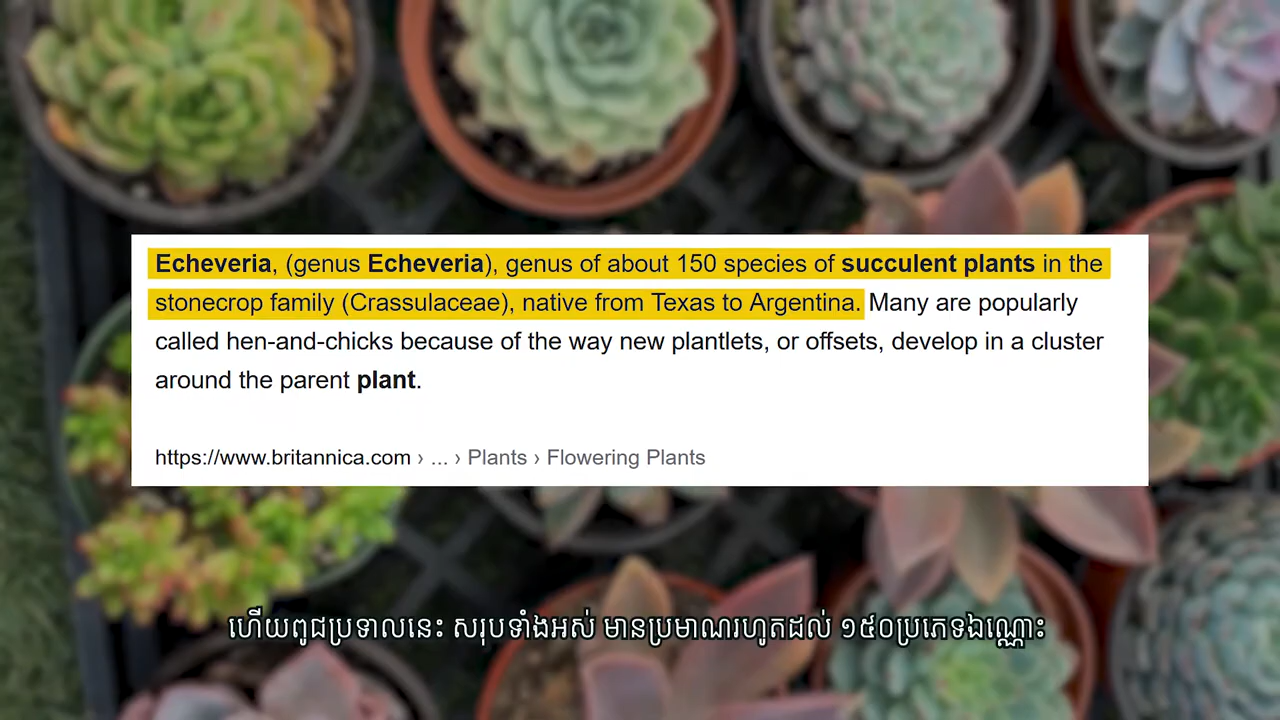 Echeveria, (genus Echeveria), genus of about 150 species of succulent plants in the
stonecrop family (Crassulaceae), native from Texas to Argentina. Many are popularly
called hen-and-chicks because of the way new plantlets, or offsets, develop in a cluster
around the parent plant.
https://www.britannica.com › ... › Plants › Flowering Plants
ហើយពូជប្រទាលនេះ សរុបទាំងអស់ មានប្រមាណរហូតដល់ ១៥០ប្រភេទឯណ្ណោះ